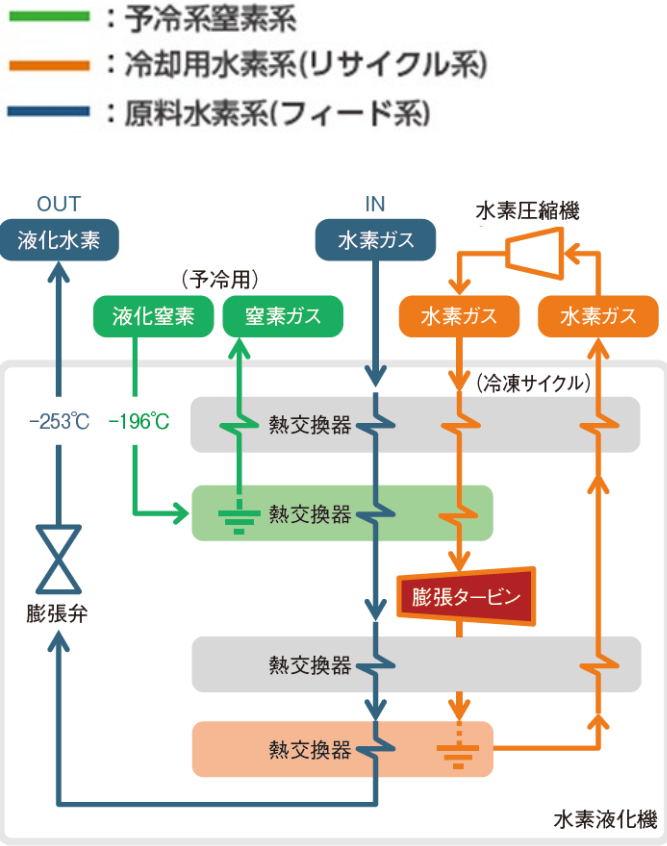 ：予冷系窒素系
：冷却用水素系(リサイクル系)
：原料水素系(フィード系)
OUT
IN
水素圧縮機
液化水素
水素ガス
(予冷用)
液化窒素
窒素ガス
水素ガス
水素ガス
(冷凍サイクル)
-253℃
-196℃
熱交換器
熱交換器
膨張タービン
膨張弁
熱交換器
熱交換器
水素液化機